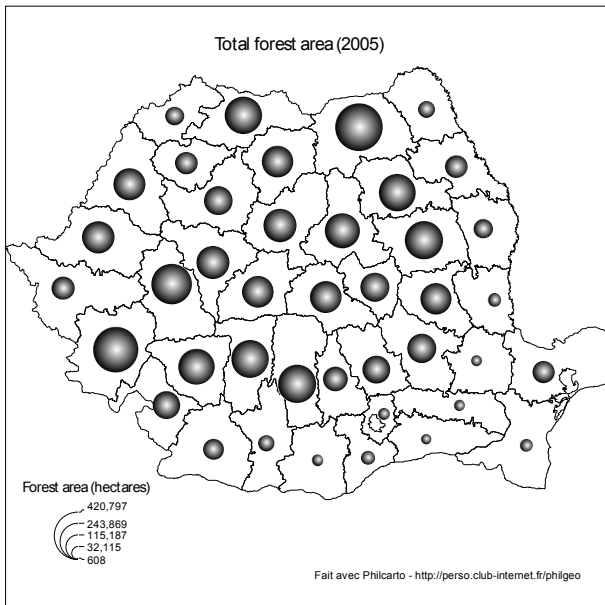 Total forest area (2005)
Forest area (hectares)
420,797
243,869
115,187
32,115
608
Fait avec Philcarto - http://perso.club-internet.fr/philgeo